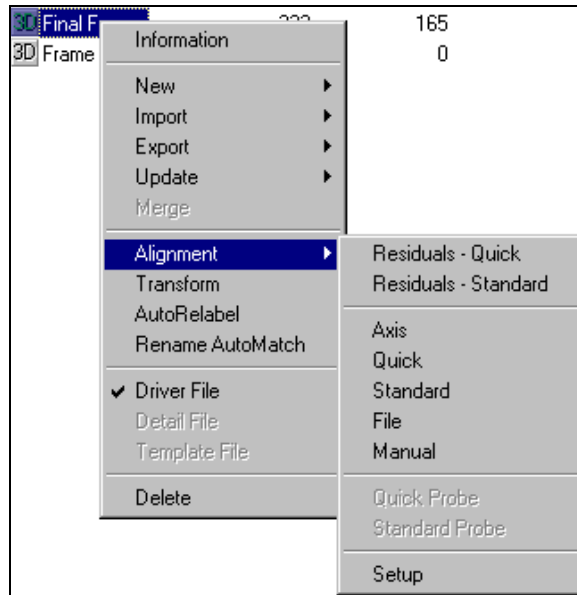 3D Final F 165
3D Frame 0
Information
New
Import
Export
Update
Merge
Alignment
Transform
AutoRelabel
Rename AutoMatch
Driver File
Detail File
Template File
Delete
Residuals - Quick
Residuals - Standard
Axis
Quick
Standard
File
Manual
Quick Probe
Standard Probe
Setup